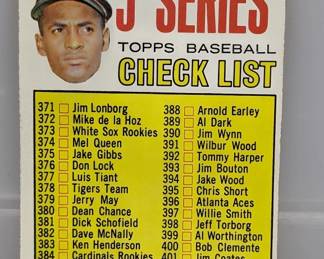 5 SERIES
TOPPS BASEBALL
CHECK LIST
371 Jim Lonborg
372 Mike de la Hoz
373 White Sox Rookies
374 Mel Queen
375 Jake Gibbs
376 Don Lock
377 Luis Tiant
378 Tigers Team
379 Jerry May
380 Dean Chance
381 Dick Schofield
382 Dave McNally
383 Ken Henderson
384 Cardinals Rookies
388 Arnold Earley
389 Al Dark
390 Jim Wynn
391 Wilbur Wood
392 Tommy Harper
393 Jim Bouton
394 Jake Wood
395 Chris Short
396 Atlanta Aces
397 Willie Smith
398 Jeff Torborg
399 Al Worthington
400 Bob Clemente
401 Jim Coates